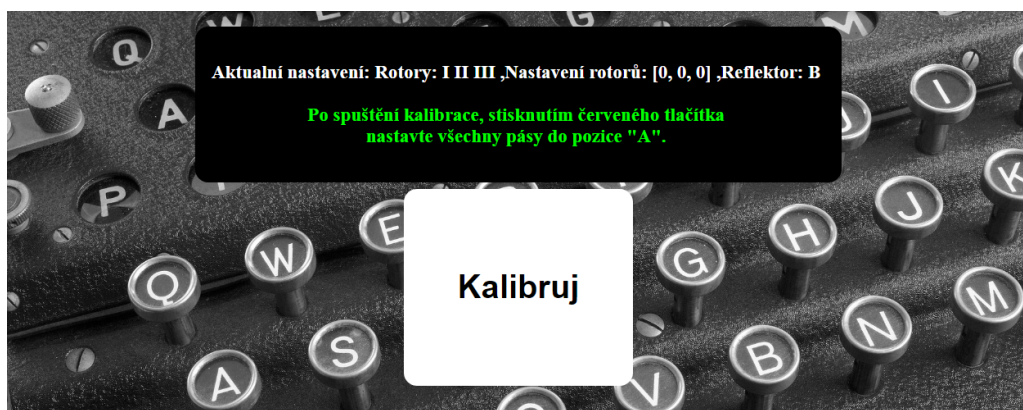 Aktualní nastavení: Rotory: I II III ,Nastavení rotorů: [0, 0, 0] ,Reflektor: B
Po spuštění kalibrace, stisknutím červeného tlačítka
nastavte všechny pásy do pozice "A".
Kalibruj
Q W E G M
A I
P J K
Q W E G H J
A S V B N M